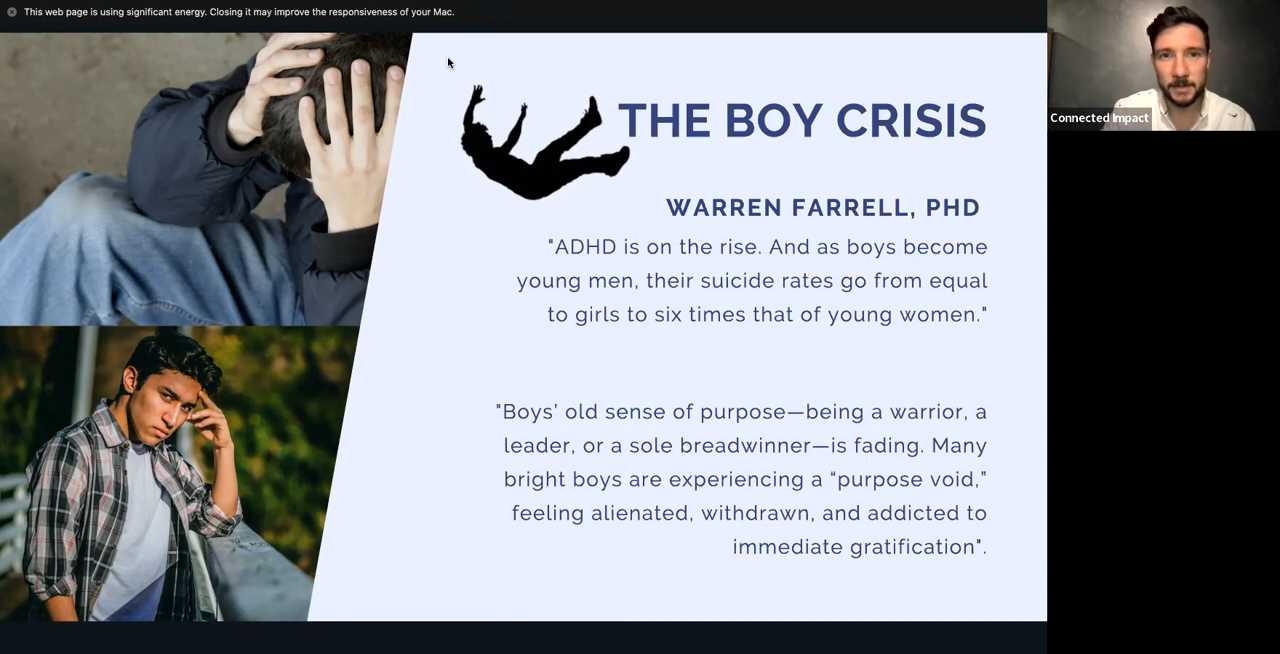 This web page is using significant energy. Closing it may improve the responsiveness of your Mac.
THE BOY CRISIS
WARREN FARRELL, PHD
"ADHD is on the rise. And as boys become
young men, their suicide rates go from equal
to girls to six times that of young women."
"Boys’ old sense of purpose—being a warrior, a
leader, or a sole breadwinner—is fading. Many
bright boys are experiencing a “purpose void,”
feeling alienated, withdrawn, and addicted to
immediate gratification".
Connected Impact